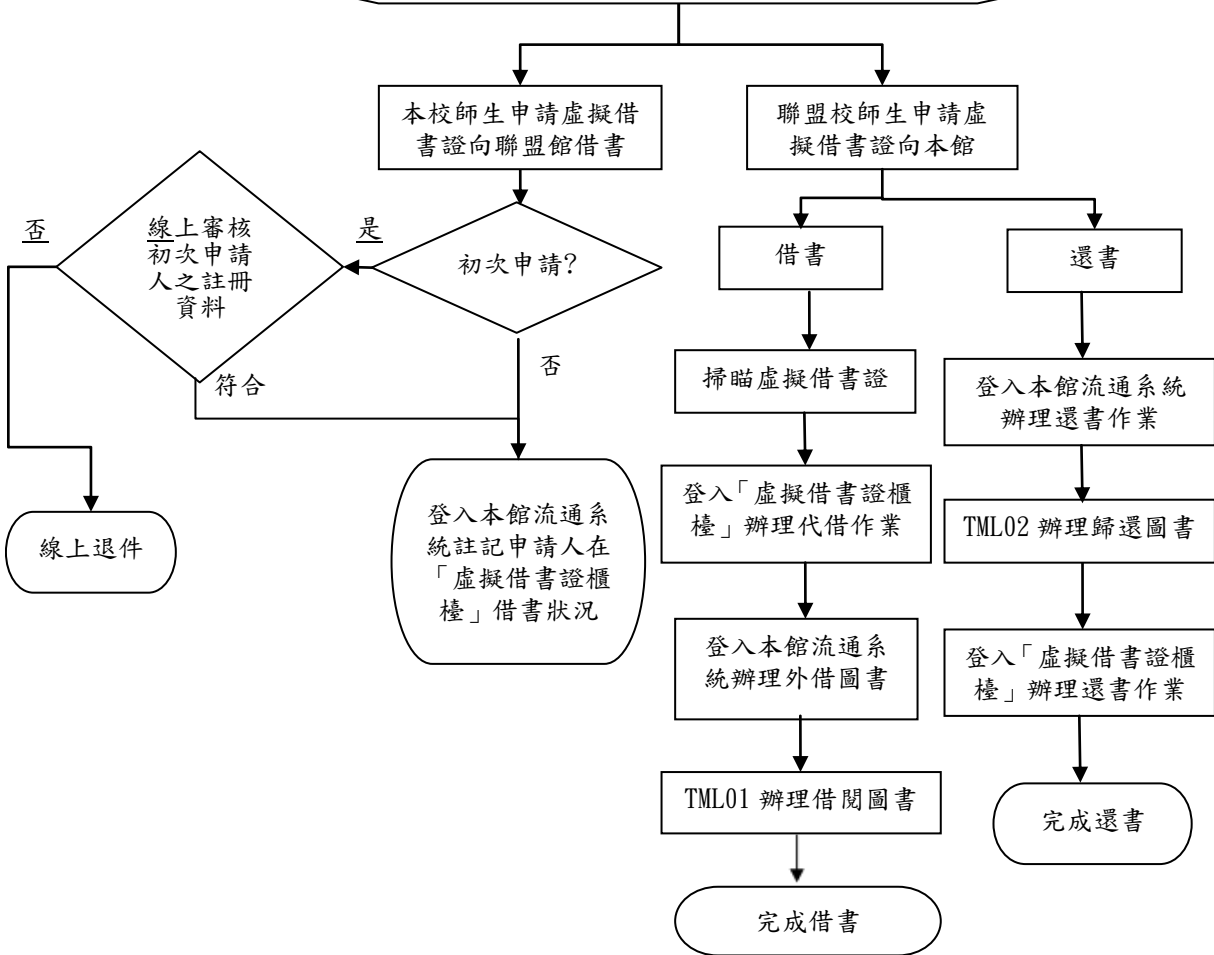 本校師生申請虛擬借
書證向聯盟館借書
聯盟校師生申請虛
擬借書證向本館
否
線上審核
初次申請
人之註冊
資料
是
初次申請?
借書
還書
符合
否
掃瞄虛擬借書證
登入本館流通系統
辦理還書作業
線上退件
登入本館流通系
統註記申請人在
「虛擬借書證櫃
檯」借書狀況
登入「虛擬借書證櫃
檯」辦理代借作業
TML02 辦理歸還圖書
登入本館流通系
統辦理外借圖書
登入「虛擬借書證櫃
檯」辦理還書作業
TML01 辦理借閱圖書
完成還書
完成借書